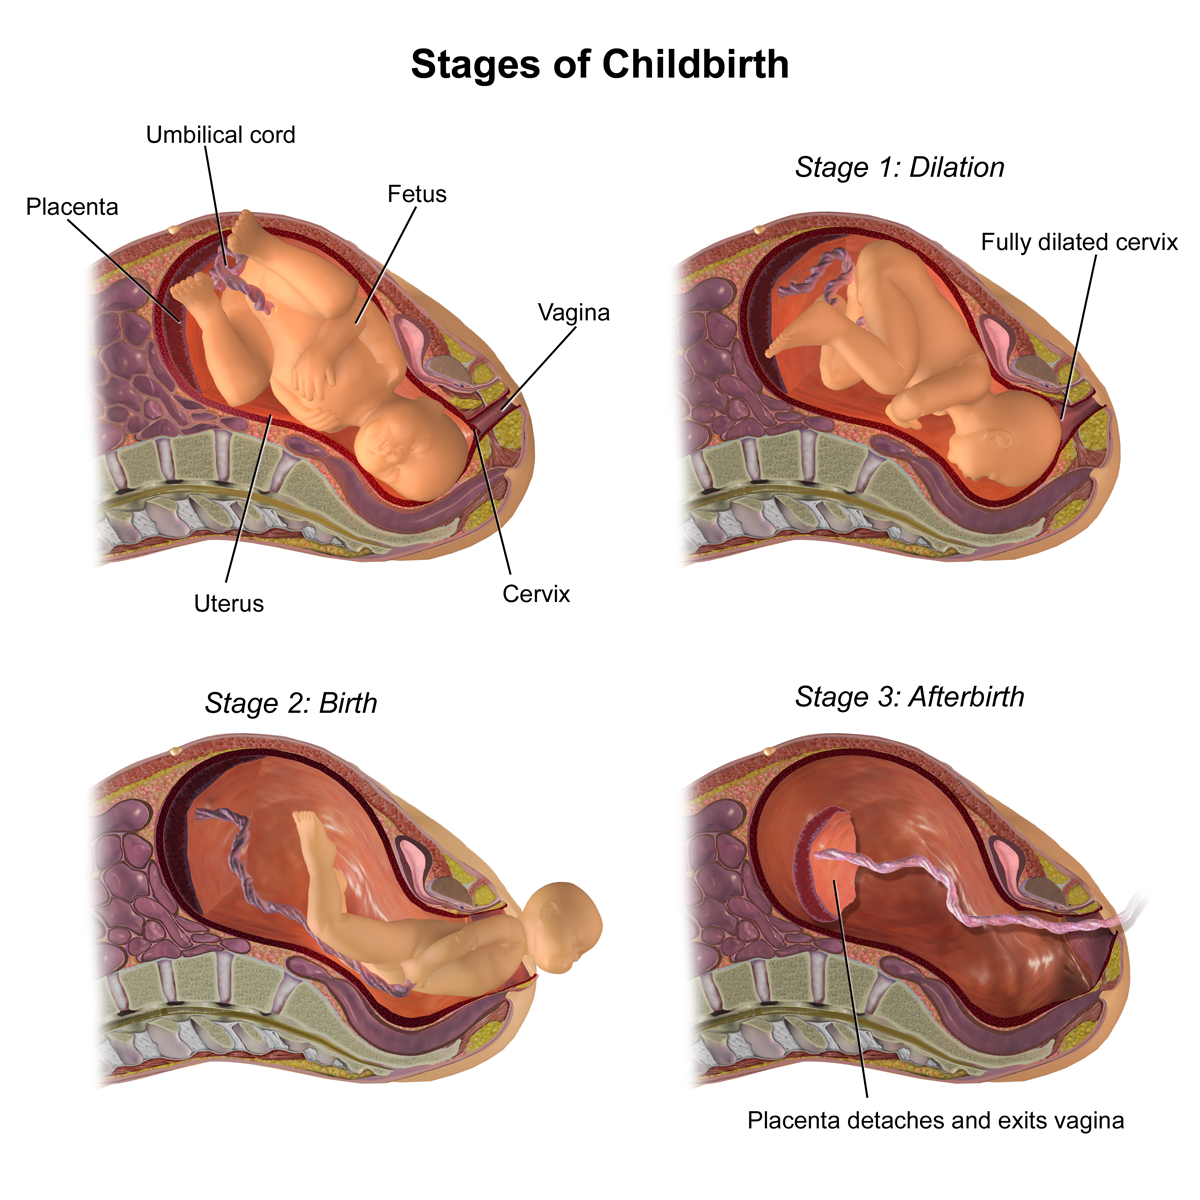 Stages of Childbirth
Umbilical cord
Placenta
Fetus
Vagina
Uterus
Cervix
Stage 1: Dilation
Fully dilated cervix
Stage 2: Birth
Stage 3: Afterbirth
Placenta detaches and exits vagina